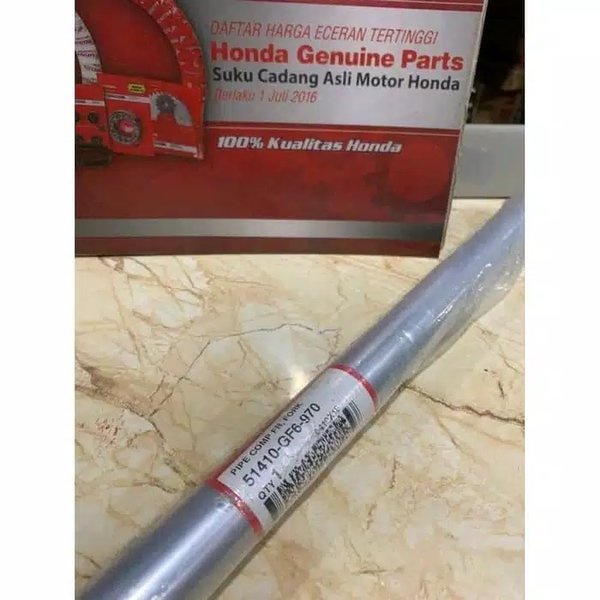 DAFTAR HARGA ECERAN TERTINGGI
Honda Genuine Parts
Suku Cadang Asli Motor Honda
Berlaku 1 Juli 2016
100% Kualitas Honda
PIPE COMP FR. FORK
51410-GF6-970
QTY 1